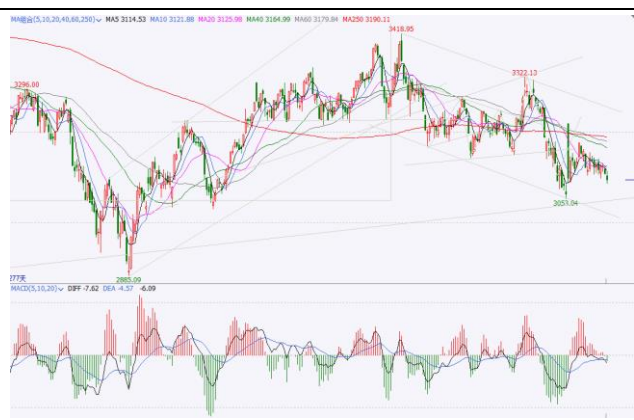 MA组合(5,10,20,40,60,250) MA5 3114.53 MA10 3121.88 MA20 3125.98 MA40 3164.99 MA60 3179.84 MA250 3190.11
3418.95
3322.13
3296.00
3053.04
277天
2885.09
MACD(5,10,20) DIFF -7.62 DEA -4.57 -6.09